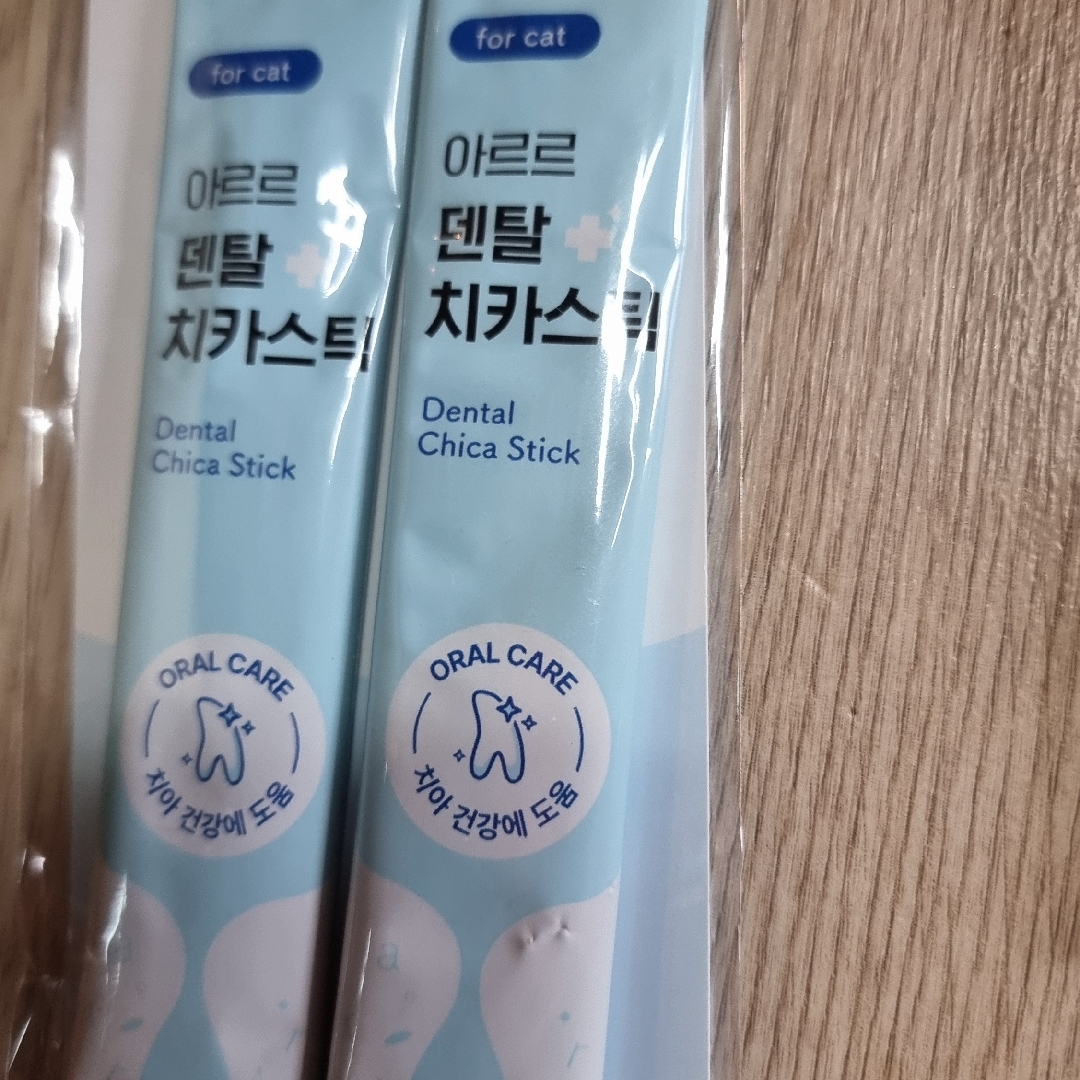 for cat
아르르
덴탈
치카스틱
Dental
Chica Stick
ORAL CARE
치아 건강에 도움
for cat
아르르
덴탈
치카스틱
Dental
Chica Stick
ORAL CARE
치아 건강에 도움
a
r